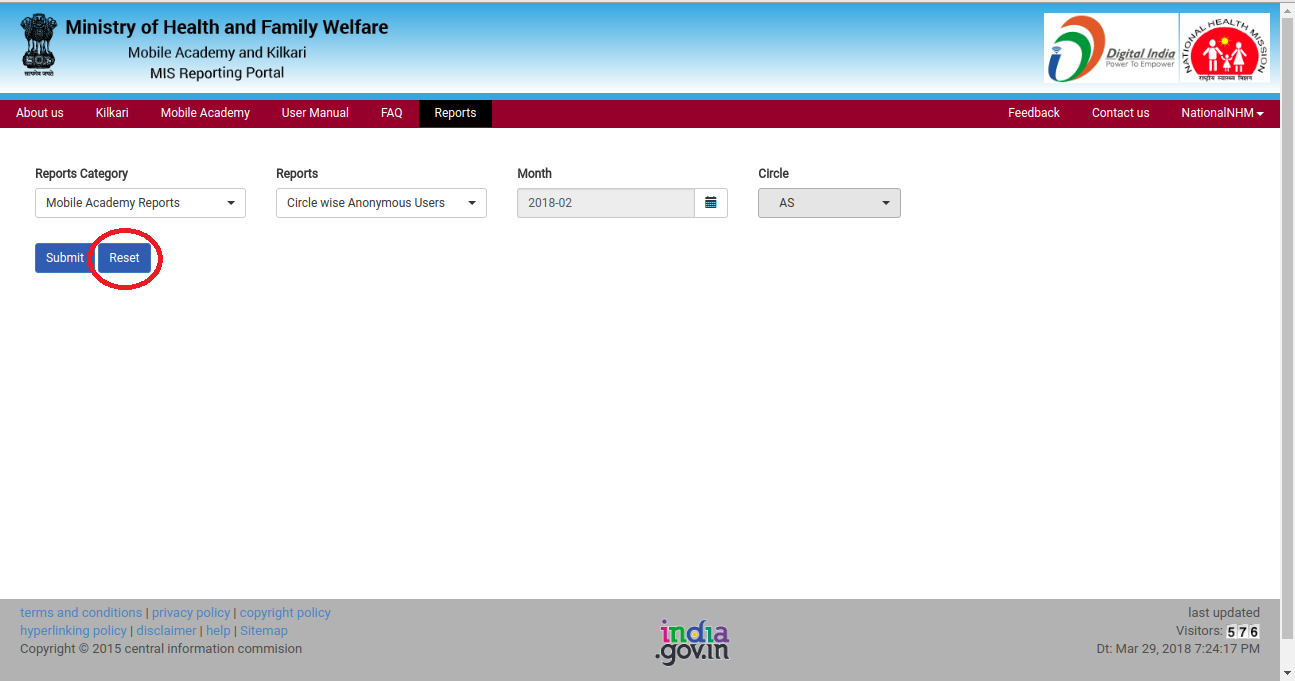 Ministry of Health and Family Welfare
Mobile Academy and Kilkari
MIS Reporting Portal
सत्यमेव जयते
Digital India
Power To Empower
NATIONAL HEALTH MISSION
राष्ट्रीय स्वास्थ्य मिशन
About us Kilkari Mobile Academy User Manual FAQ Reports Feedback Contact us NationalNHM
Reports Category Reports Month Circle
Mobile Academy Reports Circle wise Anonymous Users 2018-02 AS
Submit Reset
terms and conditions | privacy policy | copyright policy
hyperlinking policy | disclaimer | help | Sitemap
Copyright © 2015 central information commision
india
.gov.in
last updated
Visitors: 576
Dt: Mar 29, 2018 7:24:17 PM